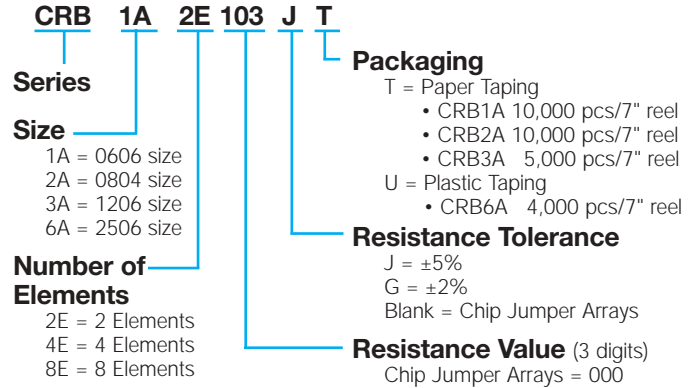 CRB 1A 2E 103 J T
Series
Size
1A = 0606 size
2A = 0804 size
3A = 1206 size
6A = 2506 size
Number of
Elements
2E = 2 Elements
4E = 4 Elements
8E = 8 Elements
Packaging
T = Paper Taping
• CRB1A 10,000 pcs/7" reel
• CRB2A 10,000 pcs/7" reel
• CRB3A 5,000 pcs/7" reel
U = Plastic Taping
• CRB6A 4,000 pcs/7" reel
Resistance Tolerance
J = ±5%
G = ±2%
Blank = Chip Jumper Arrays
Resistance Value (3 digits)
Chip Jumper Arrays = 000